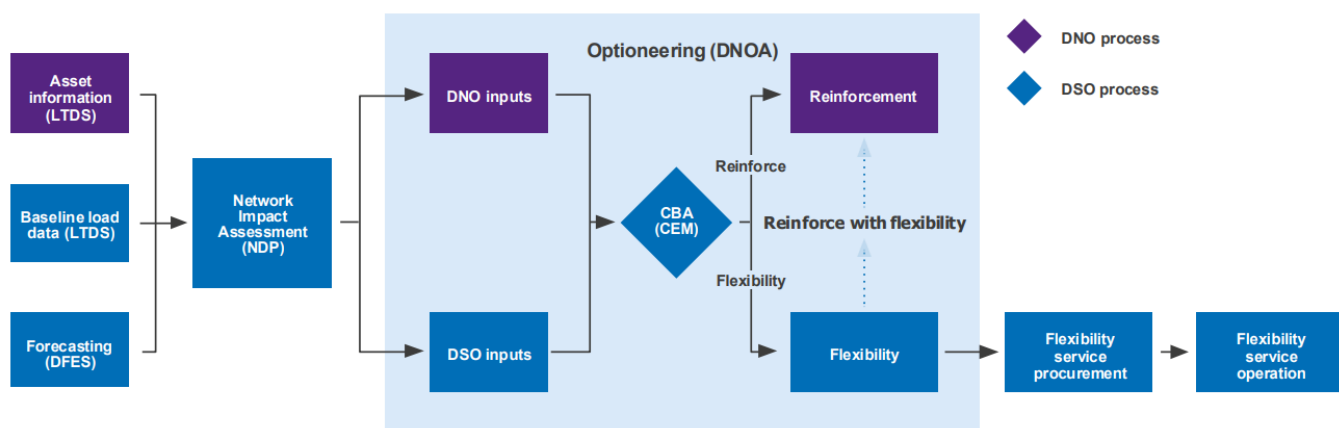 Optioneering (DNOA)
DNO process
DSO process
Asset
information
(LTDS)
Baseline load
data (LTDS)
Forecasting
(DFES)
Network
Impact
Assessment
(NDP)
DNO inputs
DSO inputs
CBA
(CEM)
Reinforce
Reinforce with flexibility
Flexibility
Reinforcement
Flexibility
Flexibility
service
procurement
Flexibility
service
operation